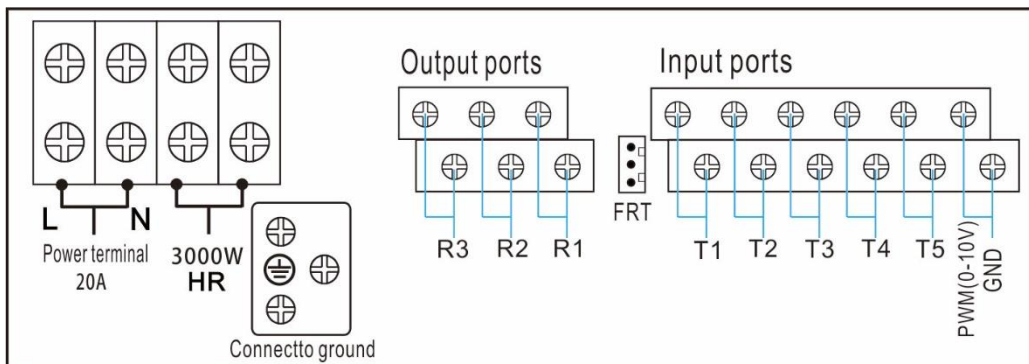 Output ports
Input ports
L N
Power terminal
20A
3000W
HR
Connectto ground
R3 R2 R1
FRT
T1 T2 T3 T4 T5
PWM(0-10V)
GND